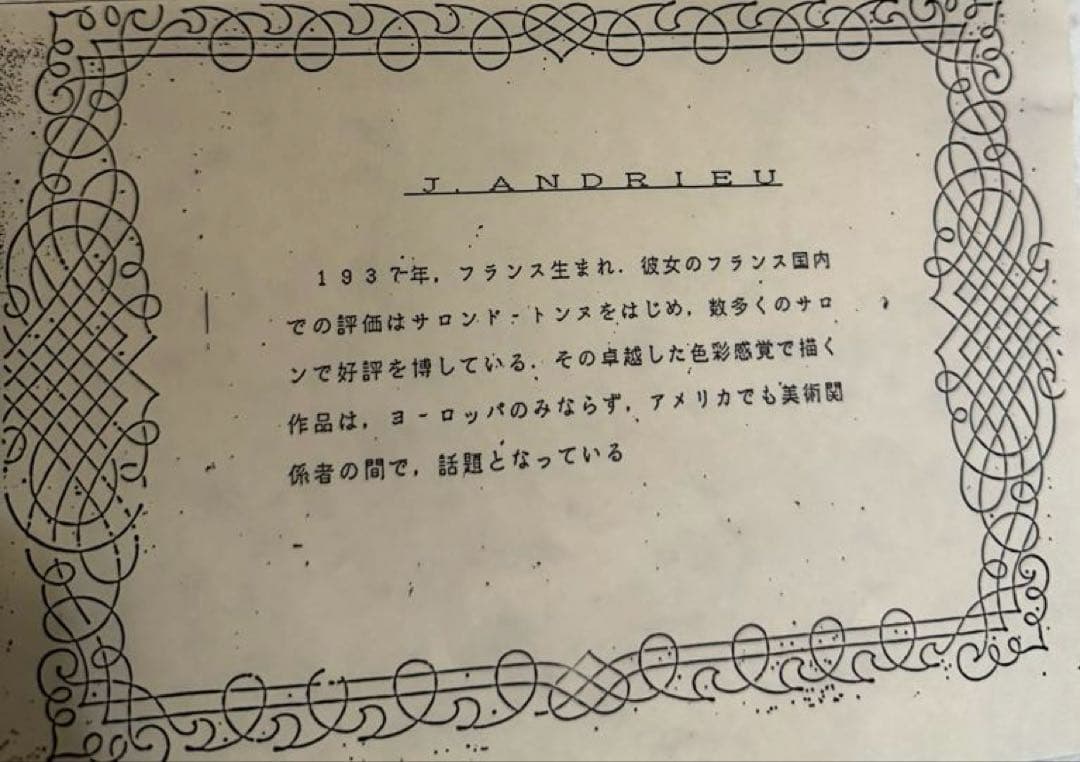 J. ANDRIEU
1937年，フランス生まれ．彼女のフランス国内
での評価はサロンド－トンヌをはじめ，数多くのサロ
ンで好評を博している．その卓越した色彩感覚で描く
作品は，ヨーロッパのみならず，アメリカでも美術関
係者の間で，話題となっている